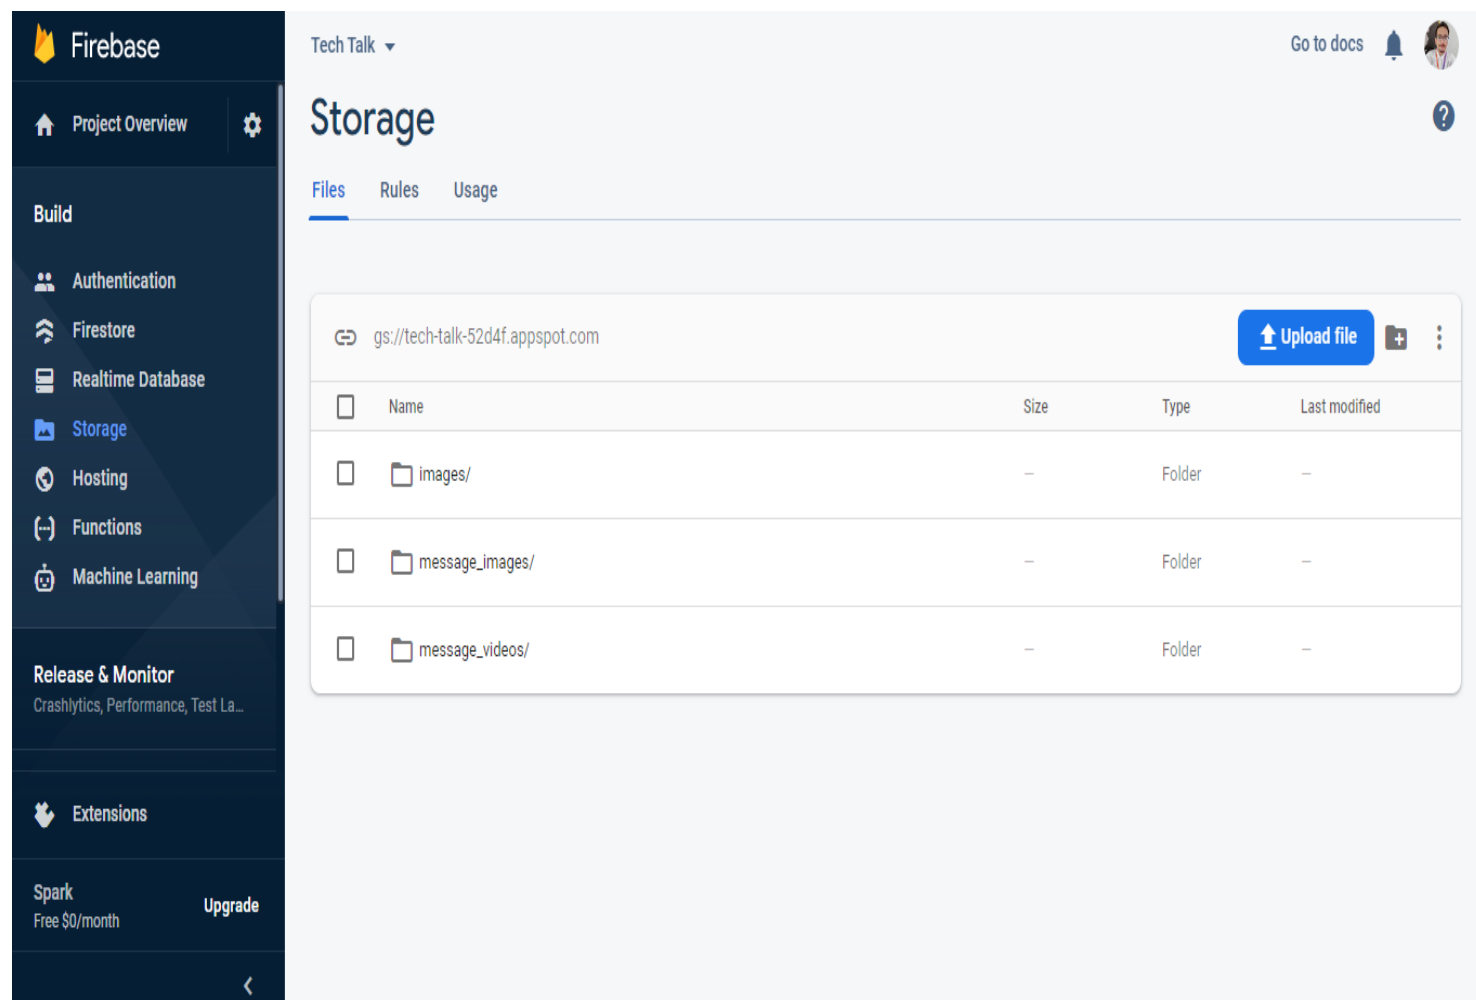 Firebase
Project Overview
Build
Authentication
Firestore
Realtime Database
Storage
Hosting
Functions
Machine Learning
Release & Monitor
Crashlytics, Performance, Test La...
Extensions
Spark
Free $0/month
Upgrade
Tech Talk
Go to docs
Storage
Files Rules Usage
gs://tech-talk-52d4f.appspot.com
Upload file
Name Size Type Last modified
images/ – Folder –
message_images/ – Folder –
message_videos/ – Folder –